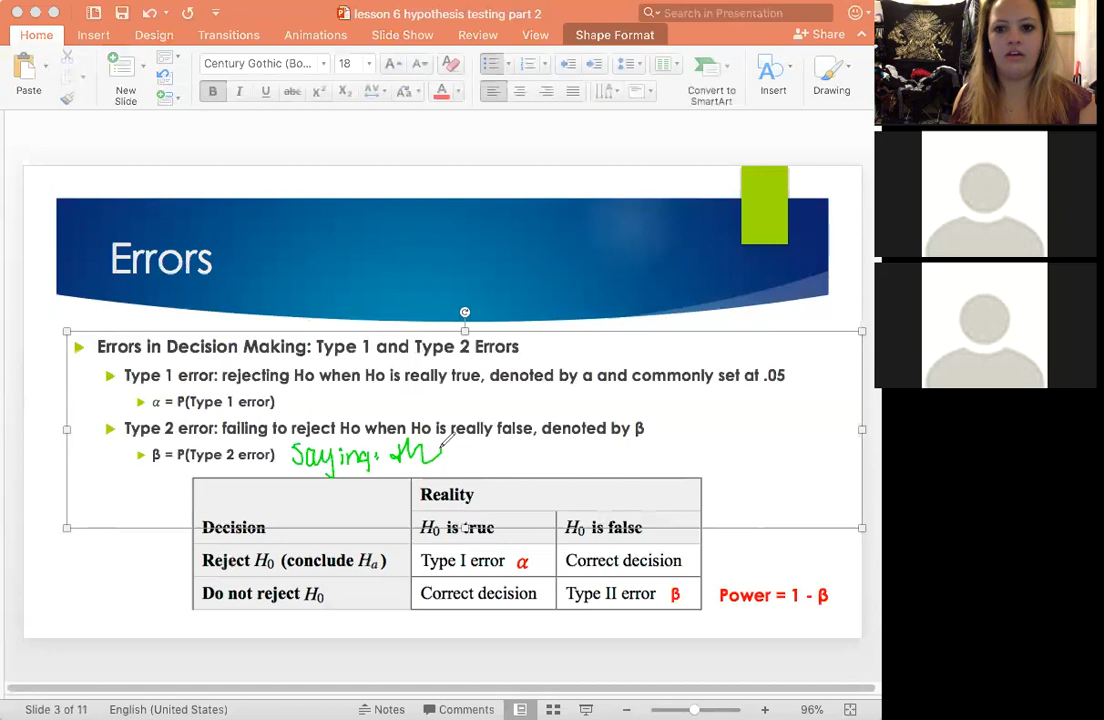 lesson 6 hypothesis testing part 2
Search in Presentation
Home Insert Design Transitions Animations Slide Show Review View Shape Format Share
Paste
New
Slide
Century Gothic (Bo... 18
B I U abc X² X₂ AV Aa A
Convert to
SmartArt
Insert
Drawing
Errors
Errors in Decision Making: Type 1 and Type 2 Errors
Type 1 error: rejecting Ho when Ho is really true, denoted by a and commonly set at .05
α = P(Type 1 error)
Type 2 error: failing to reject Ho when Ho is really false, denoted by β
β = P(Type 2 error) Saying:
Reality
Decision H₀ is true H₀ is false
Reject H₀ (conclude Hₐ) Type I error α Correct decision
Do not reject H₀ Correct decision Type II error β Power = 1 - β
Slide 3 of 11 English (United States) Notes Comments 96%